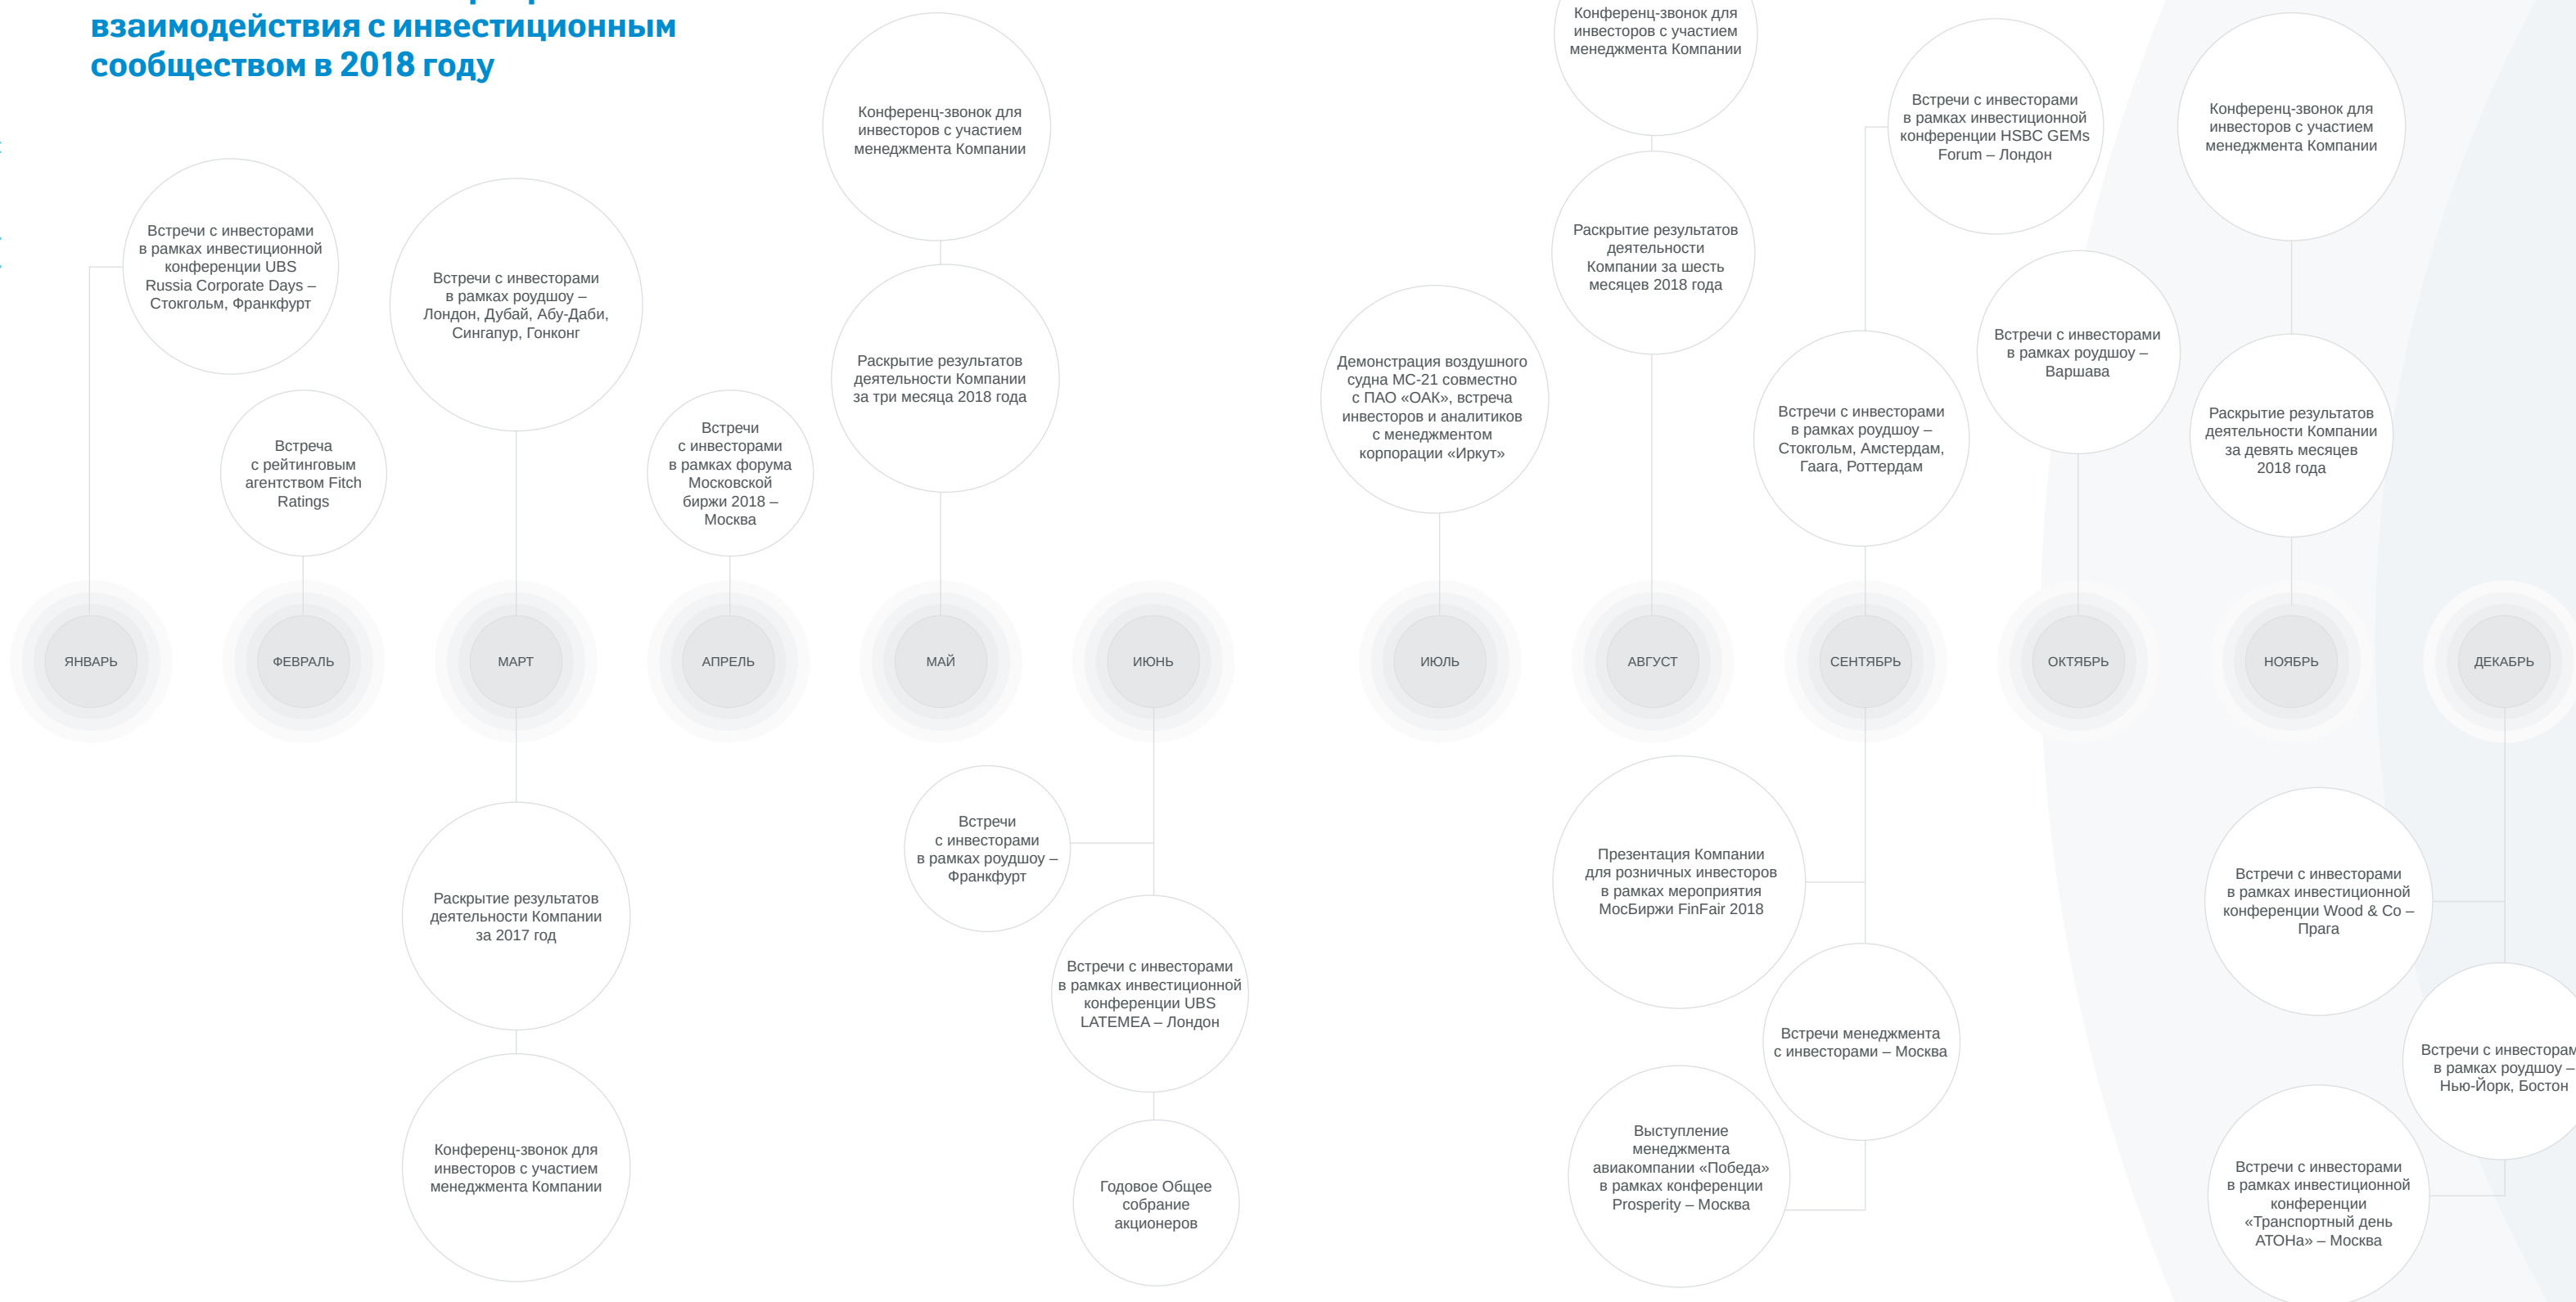 взаимодействия с инвестиционным
сообществом в 2018 году
Встречи с инвесторами
в рамках инвестиционной
конференции UBS
Russia Corporate Days –
Стокгольм, Франкфурт
Встреча
с рейтинговым
агентством Fitch
Ratings
Встречи с инвесторами
в рамках роудшоу –
Лондон, Дубай, Абу-Даби,
Сингапур, Гонконг
Встречи
с инвесторами
в рамках форума
Московской
биржи 2018 –
Москва
Конференц-звонок для
инвесторов с участием
менеджмента Компании
Раскрытие результатов
деятельности Компании
за три месяца 2018 года
Демонстрация воздушного
судна МС-21 совместно
с ПАО «ОАК», встреча
инвесторов и аналитиков
с менеджментом
корпорации «Иркут»
Конференц-звонок для
инвесторов с участием
менеджмента Компании
Раскрытие результатов
деятельности
Компании за шесть
месяцев 2018 года
Встречи с инвесторами
в рамках инвестиционной
конференции HSBC GEMs
Forum – Лондон
Встречи с инвесторами
в рамках роудшоу –
Стокгольм, Амстердам,
Гаага, Роттердам
Встречи с инвесторами
в рамках роудшоу –
Варшава
Конференц-звонок для
инвесторов с участием
менеджмента Компании
Раскрытие результатов
деятельности Компании
за девять месяцев
2018 года
ЯНВАРЬ
ФЕВРАЛЬ
МАРТ
АПРЕЛЬ
МАЙ
ИЮНЬ
ИЮЛЬ
АВГУСТ
СЕНТЯБРЬ
ОКТЯБРЬ
НОЯБРЬ
ДЕКАБРЬ
Раскрытие результатов
деятельности Компании
за 2017 год
Конференц-звонок для
инвесторов с участием
менеджмента Компании
Встречи
с инвесторами
в рамках роудшоу –
Франкфурт
Встречи с инвесторами
в рамках инвестиционной
конференции UBS
LATEMEA – Лондон
Годовое Общее
собрание
акционеров
Презентация Компании
для розничных инвесторов
в рамках мероприятия
МосБиржи FinFair 2018
Встречи менеджмента
с инвесторами – Москва
Выступление
менеджмента
авиакомпании «Победа»
в рамках конференции
Prosperity – Москва
Встречи с инвесторами
в рамках инвестиционной
конференции Wood & Co –
Прага
Встречи с инвесторам
в рамках роудшоу –
Нью-Йорк, Бостон
Встречи с инвесторами
в рамках инвестиционной
конференции
«Транспортный день
АТОНа» – Москва